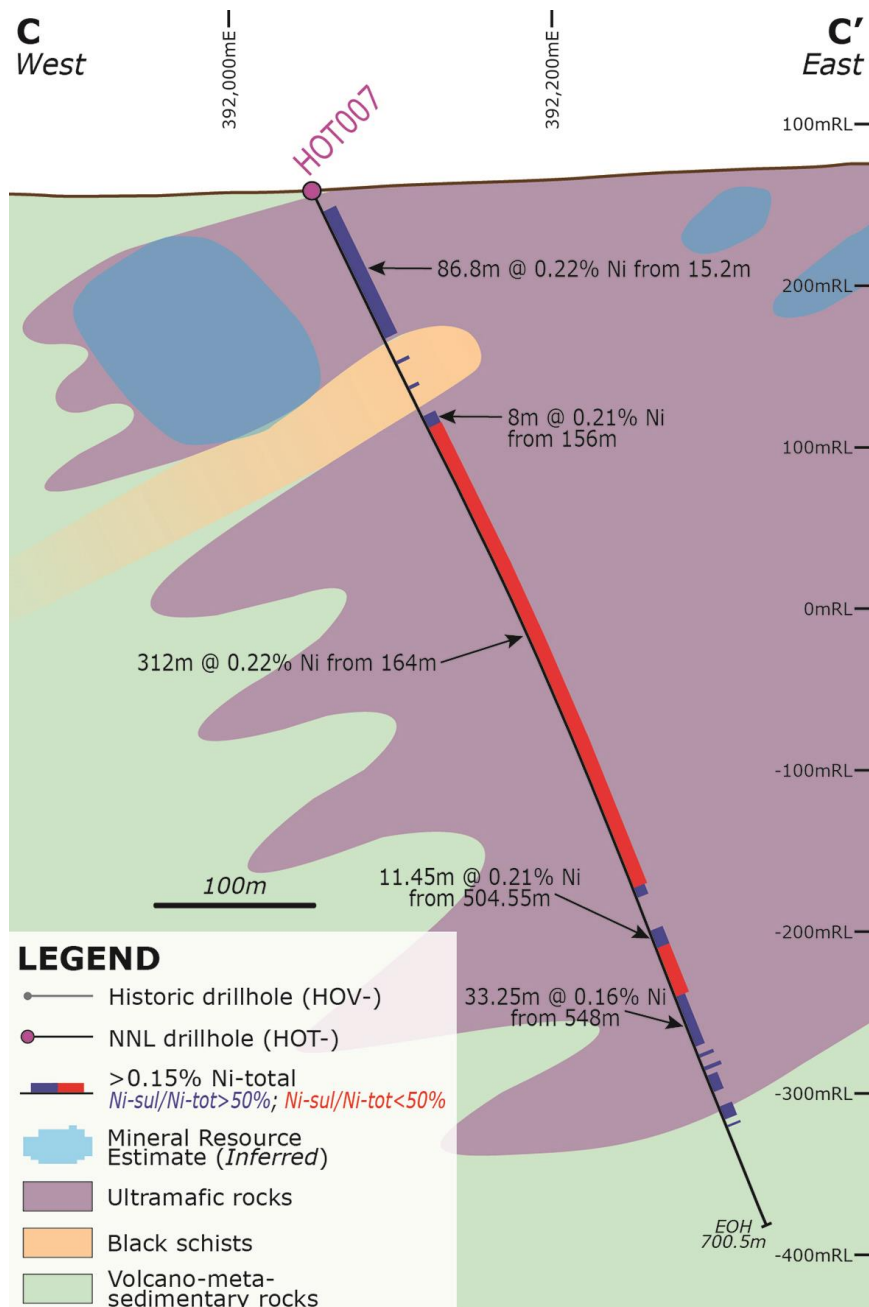 C
West
392,000mE
392,200mE
C’
East
HOT007
100mRL
86.8m @ 0.22% Ni from 15.2m
200mRL
8m @ 0.21% Ni
from 156m
100mRL
0mRL
312m @ 0.22% Ni from 164m
-100mRL
11.45m @ 0.21% Ni
from 504.55m
100m
-200mRL
33.25m @ 0.16% Ni
from 548m
-300mRL
EOH
700.5m
-400mRL
LEGEND
Historic drillhole (HOV-)
NNL drillhole (HOT-)
>0.15% Ni-total
Ni-sul/Ni-tot>50%; Ni-sul/Ni-tot<50%
Mineral Resource
Estimate (Inferred)
Ultramafic rocks
Black schists
Volcano-meta-
sedimentary rocks